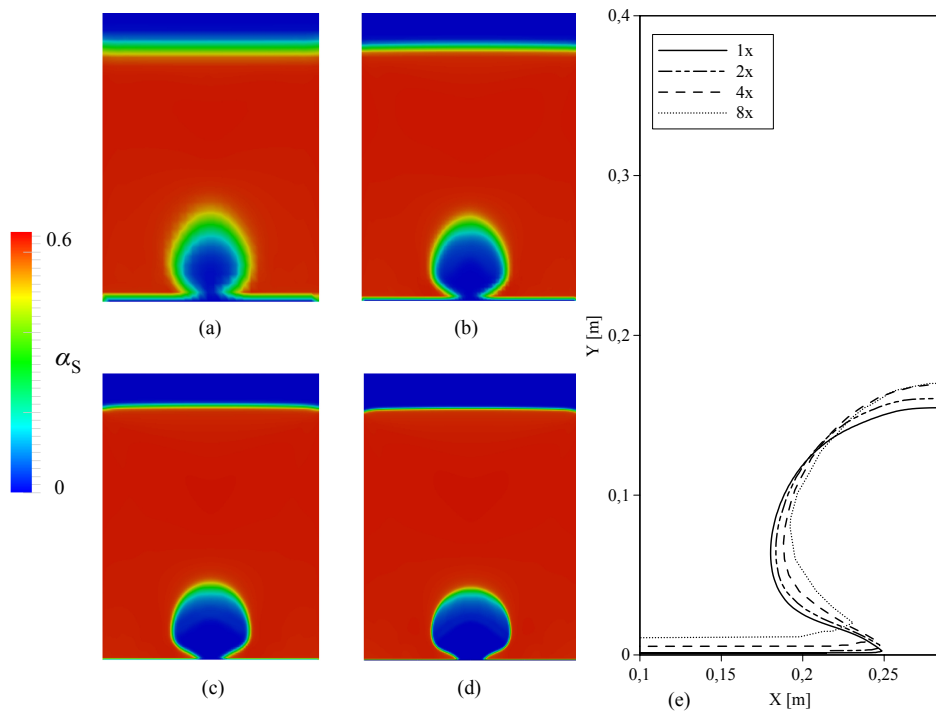 (a)
(b)
0.6
αS
0
(c)
(d)
1x
2x
4x
8x
0,4
0,3
0,2
0,1
0
Y [m]
0,1
0,15
0,2
0,25
X [m]
(e)